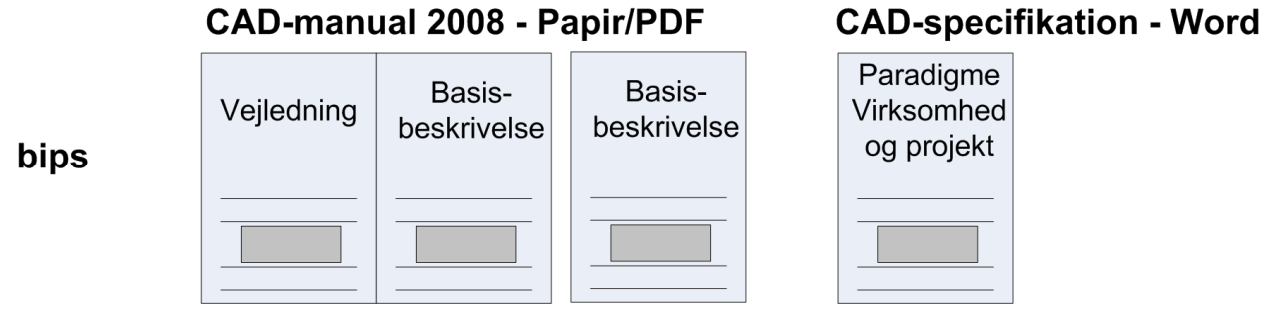 CAD-manual 2008 - Papir/PDF
CAD-specifikation - Word
bips
Vejledning
Basis-
beskrivelse
Basis-
beskrivelse
Paradigme
Virksomhed
og projekt